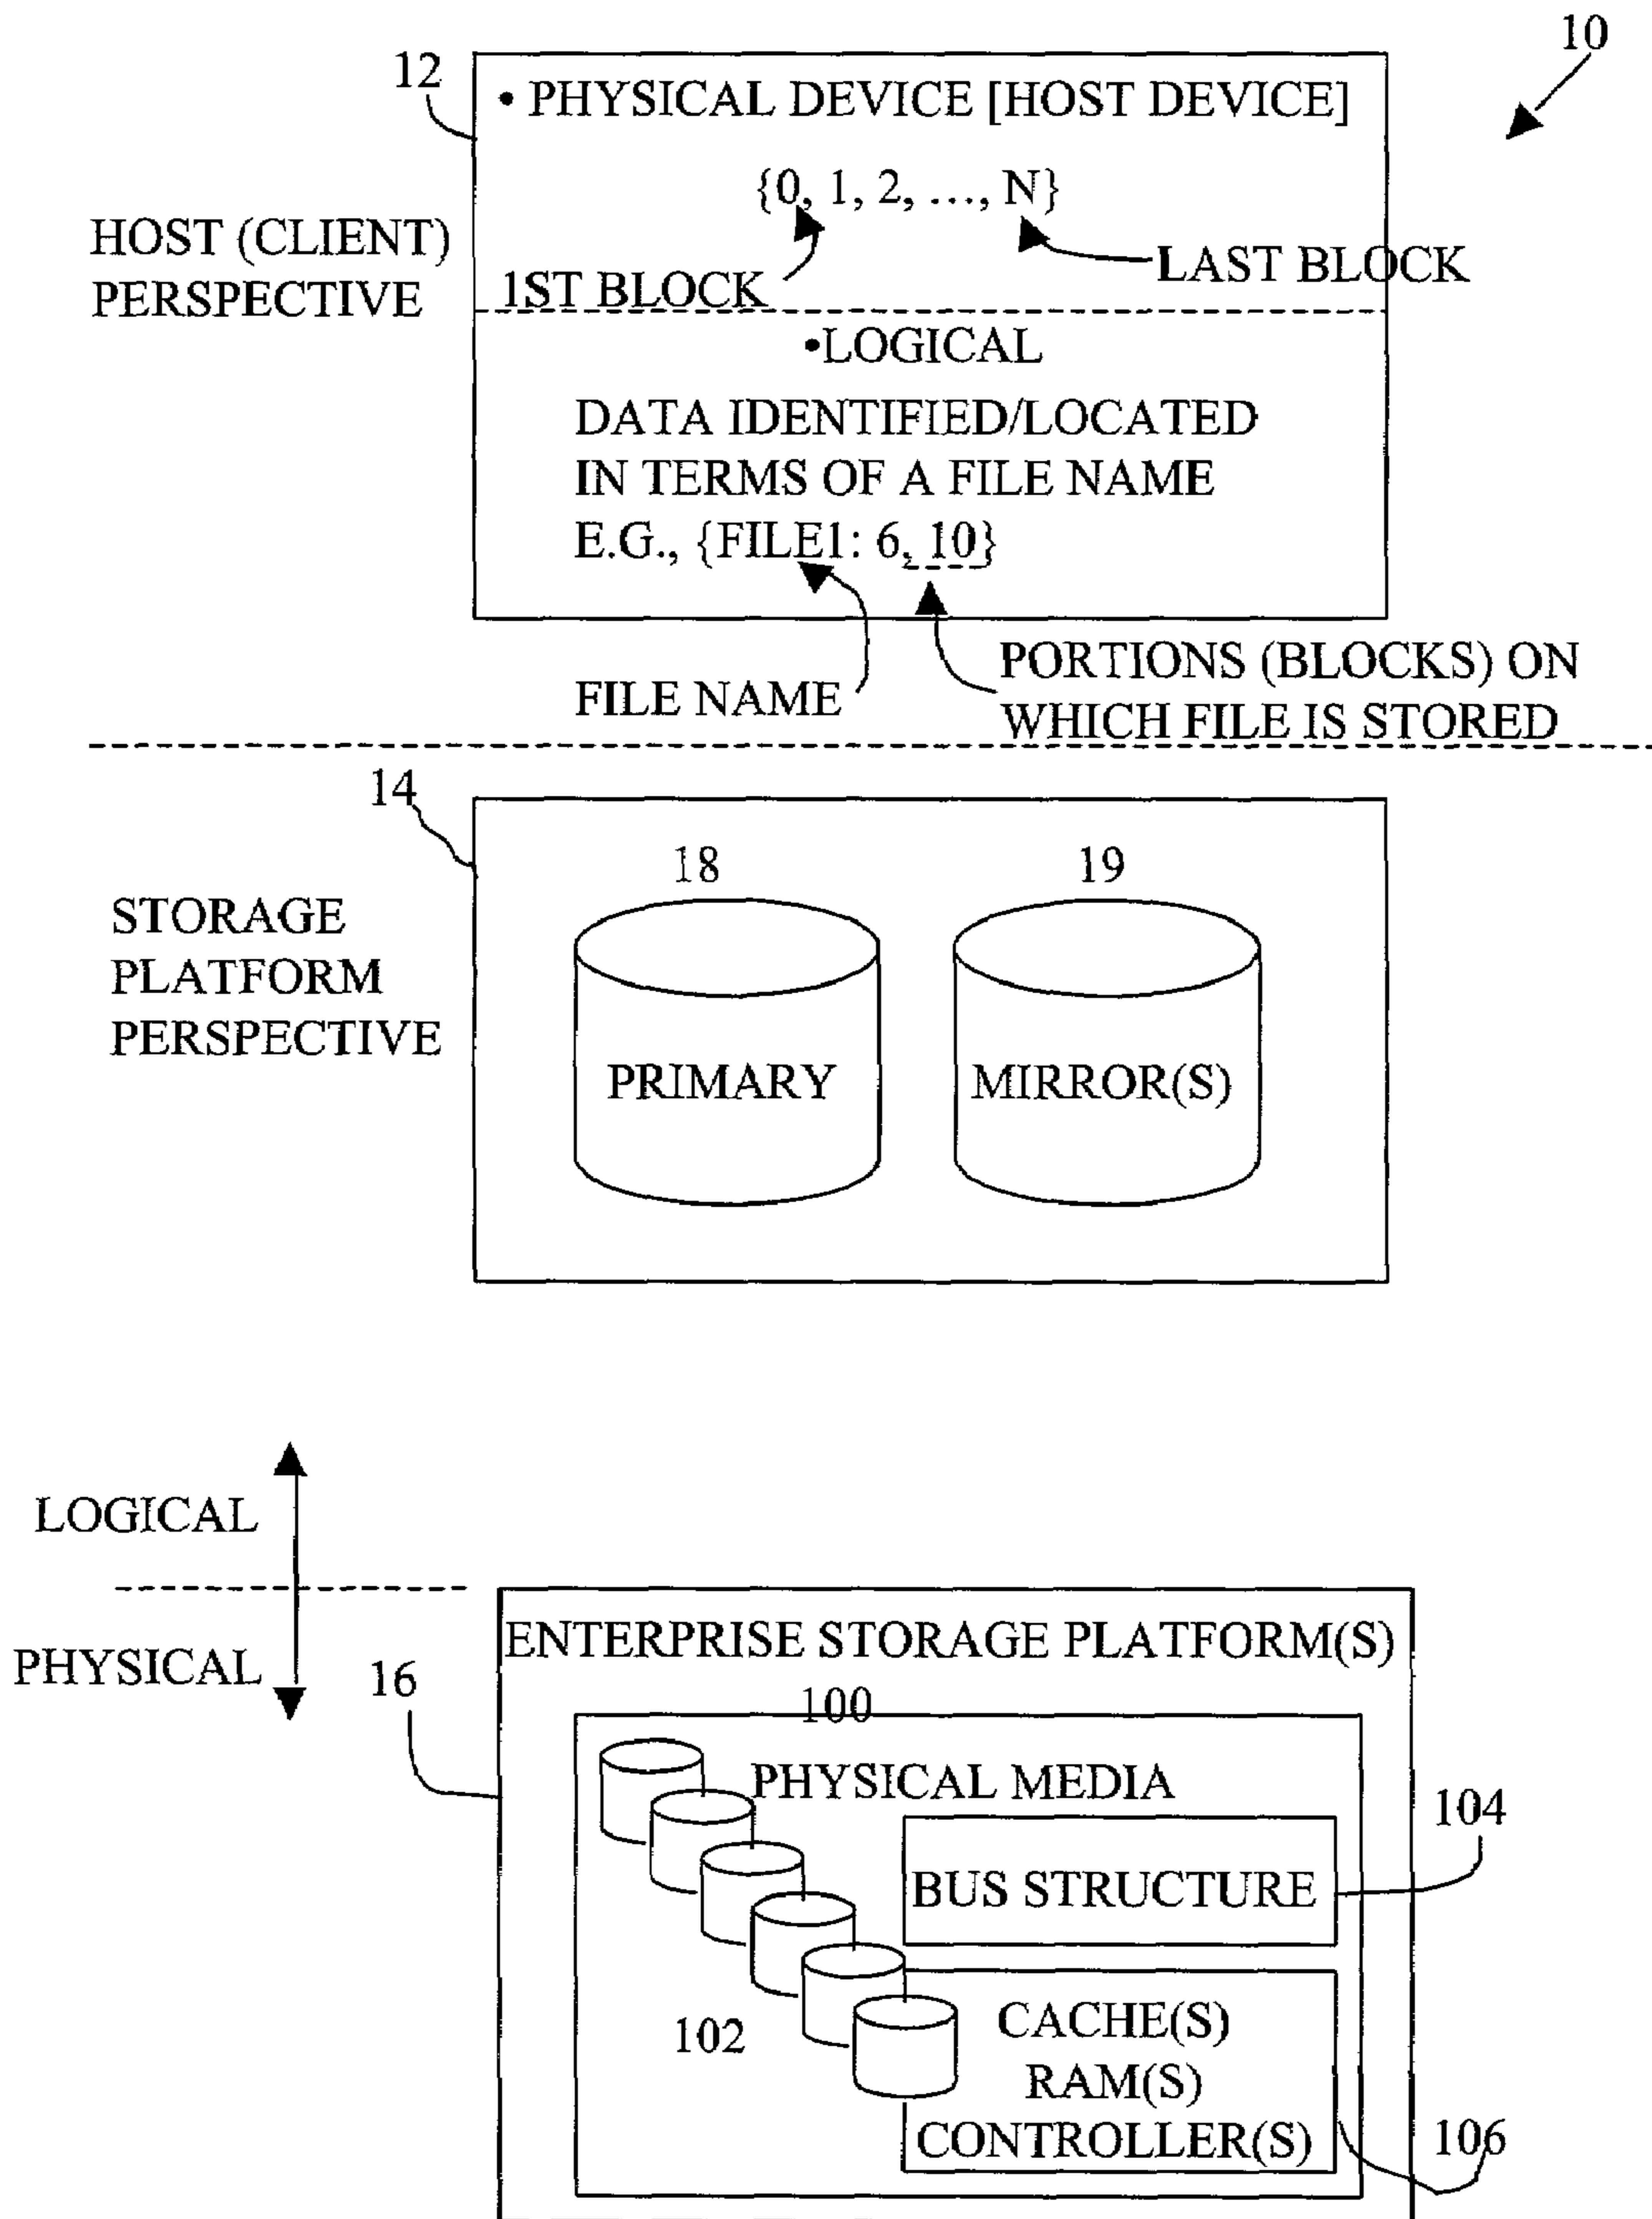 10
12
• PHYSICAL DEVICE [HOST DEVICE]
{0, 1, 2, ..., N}
HOST (CLIENT)
PERSPECTIVE
1ST BLOCK
LAST BLOCK
•LOGICAL
DATA IDENTIFIED/LOCATED
IN TERMS OF A FILE NAME
E.G., {FILE1: 6, 10}
FILE NAME
PORTIONS (BLOCKS) ON
WHICH FILE IS STORED
14
18
19
STORAGE
PLATFORM
PERSPECTIVE
PRIMARY
MIRROR(S)
LOGICAL
PHYSICAL
16
ENTERPRISE STORAGE PLATFORM(S)
100
PHYSICAL MEDIA
104
BUS STRUCTURE
102
CACHE(S)
RAM(S)
CONTROLLER(S)
106